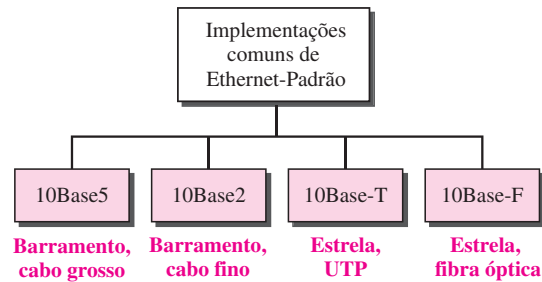 Implementações
comuns de
Ethernet-Padrão
10Base5
10Base2
10Base-T
10Base-F
Barramento,
cabo grosso
Barramento,
cabo fino
Estrela,
UTP
Estrela,
fibra óptica